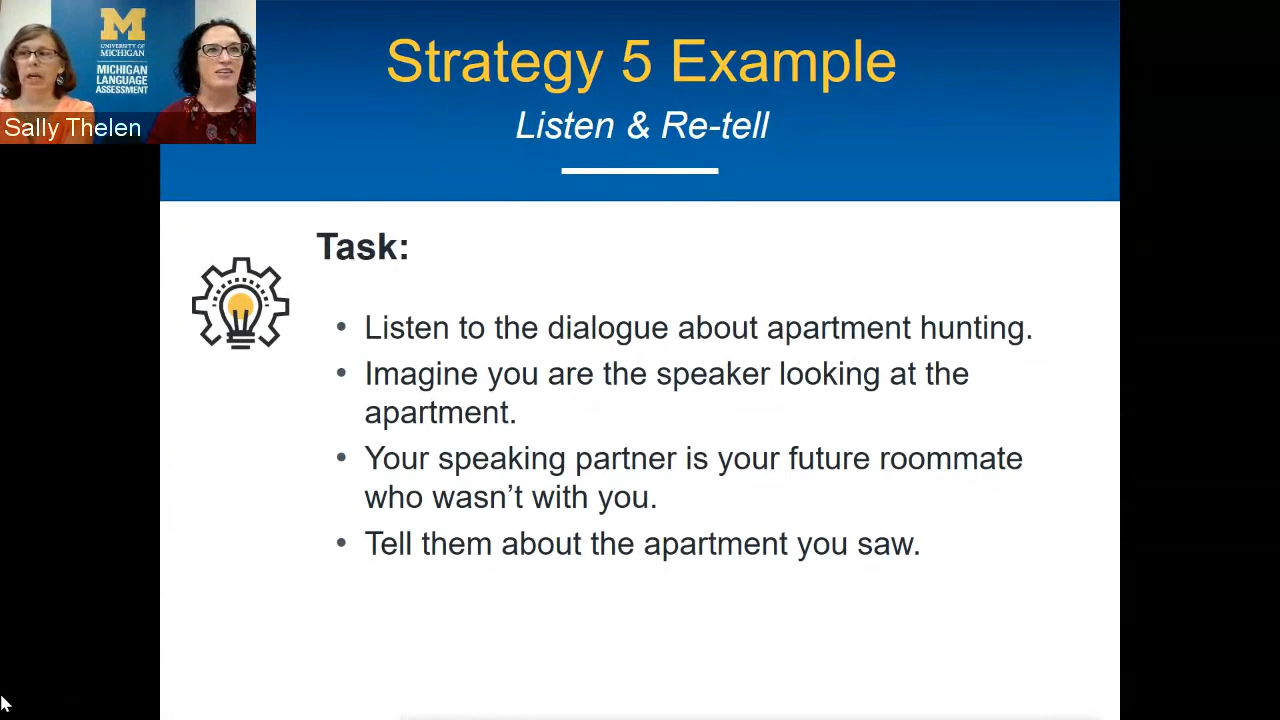 M
UNIVERSITY OF
MICHIGAN
MICHIGAN
LANGUAGE
ASSESSMENT
Sally Thelen
Strategy 5 Example
Listen & Re-tell
Task:
• Listen to the dialogue about apartment hunting.
• Imagine you are the speaker looking at the
apartment.
• Your speaking partner is your future roommate
who wasn’t with you.
• Tell them about the apartment you saw.